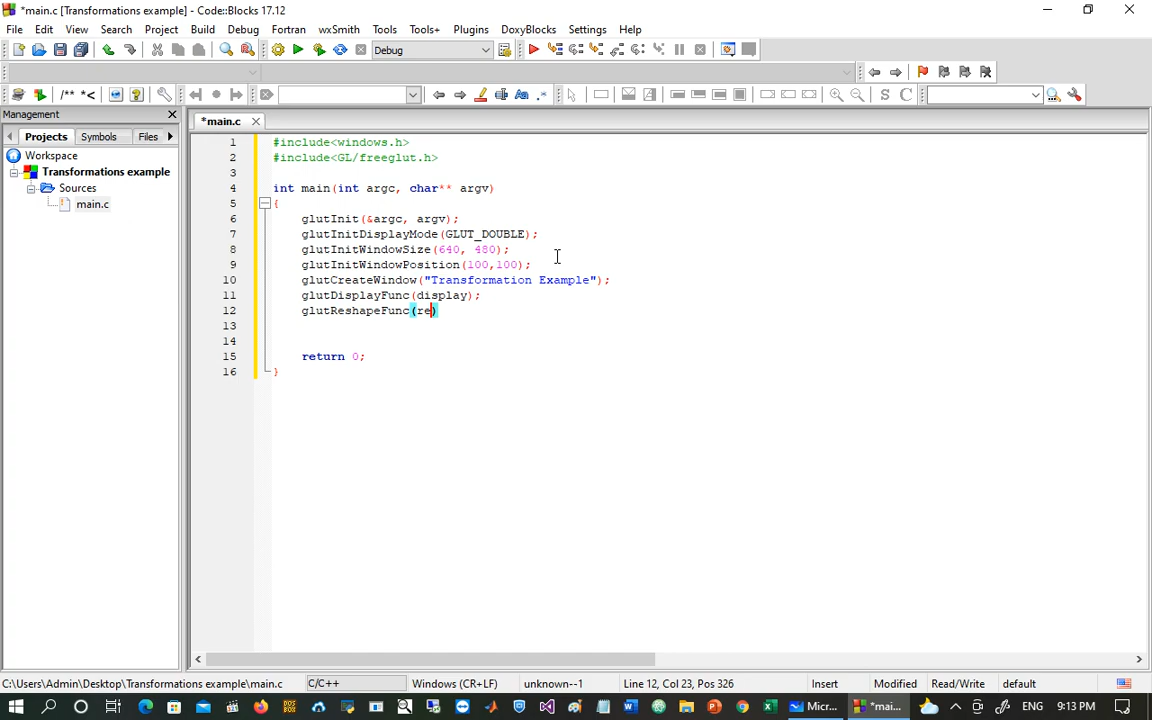 *main.c [Transformations example] - Code::Blocks 17.12
File Edit View Search Project Build Debug Fortran wxSmith Tools Tools+ Plugins DoxyBlocks Settings Help
Debug
/** *<
Management
Projects Symbols Files
*main.c
Workspace
Transformations example
Sources
main.c
1 #include<windows.h>
2 #include<GL/freeglut.h>
3
4 int main(int argc, char** argv)
5 {
6 glutInit(&argc, argv);
7 glutInitDisplayMode(GLUT_DOUBLE);
8 glutInitWindowSize(640, 480);
9 glutInitWindowPosition(100,100);
10 glutCreateWindow("Transformation Example");
11 glutDisplayFunc(display);
12 glutReshapeFunc(re)
13
14
15 return 0;
16 }
C:\Users\Admin\Desktop\Transformations example\main.c C/C++ Windows (CR+LF) unknown--1 Line 12, Col 23, Pos 326 Insert Modified Read/Write default
Micr... *mai... ENG 9:13 PM